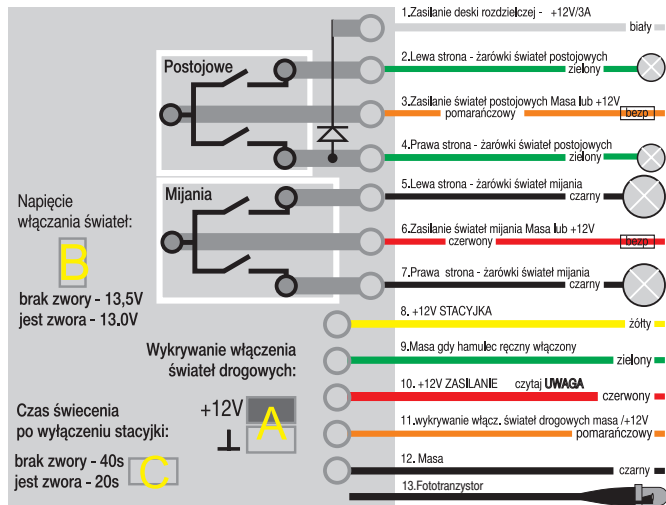 1.Zasilanie deski rozdzielczej - +12V/3A
biały
2.Lewa strona - żarówki świateł postojowych
zielony
3.Zasilanie świateł postojowych Masa lub +12V
pomarańczowy
bezp
4.Prawa strona - żarówki świateł postojowych
zielony
5.Lewa strona - żarówki świateł mijania
czarny
6.Zasilanie świateł mijania Masa lub +12V
czerwony
bezp
7.Prawa strona - żarówki świateł mijania
czarny
8. +12V STACYJKA
żółty
9.Masa gdy hamulec ręczny włączony
zielony
10. +12V ZASILANIE czytaj UWAGA
czerwony
11.wykrywanie włącz. świateł drogowych masa /+12V
pomarańczowy
12. Masa
czarny
13.Fototranzystor
Postojowe
Mijania
Napięcie
włączania świateł:
B
brak zwory - 13,5V
jest zwora - 13.0V
Wykrywanie włączenia
świateł drogowych:
+12V
A
Czas świecenia
po wyłączeniu stacyjki:
brak zwory - 40s
jest zwora - 20s
C